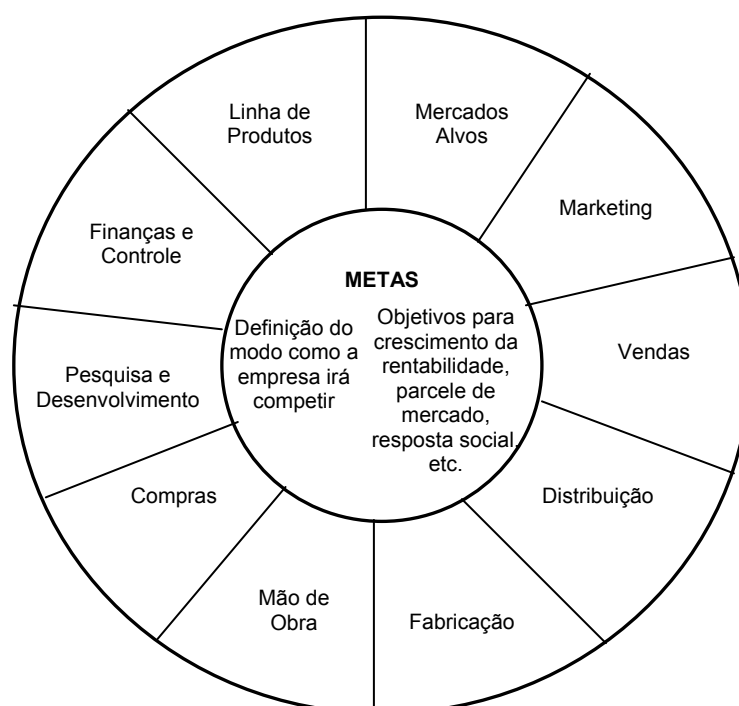 Linha de
Produtos
Mercados
Alvos
Marketing
Vendas
Distribuição
Fabricação
Mão de
Obra
Compras
Pesquisa e
Desenvolvimento
Finanças e
Controle
METAS
Definição do
modo como a
empresa irá
competir
Objetivos para
crescimento da
rentabilidade,
parcele de
mercado,
resposta social,
etc.